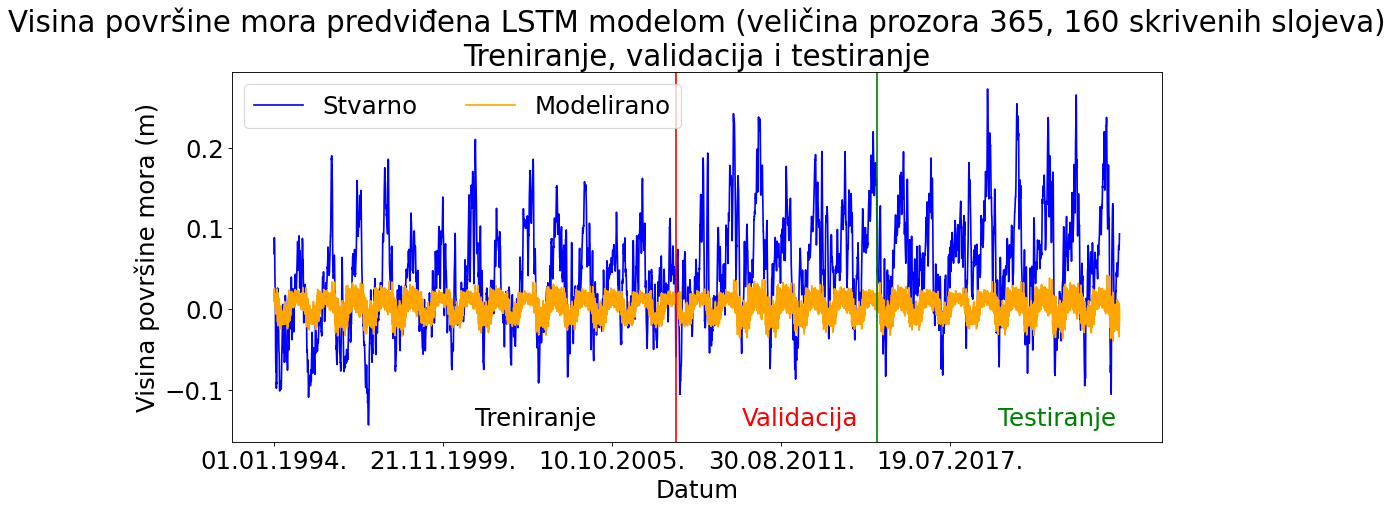 Visina površine mora predviđena LSTM modelom (veličina prozora 365, 160 skrivenih slojeva)
Treniranje, validacija i testiranje
Stvarno
Modelirano
Visina površine mora (m)
0.2
0.1
0.0
−0.1
Treniranje
Validacija
Testiranje
01.01.1994.
21.11.1999.
10.10.2005.
30.08.2011.
19.07.2017.
Datum